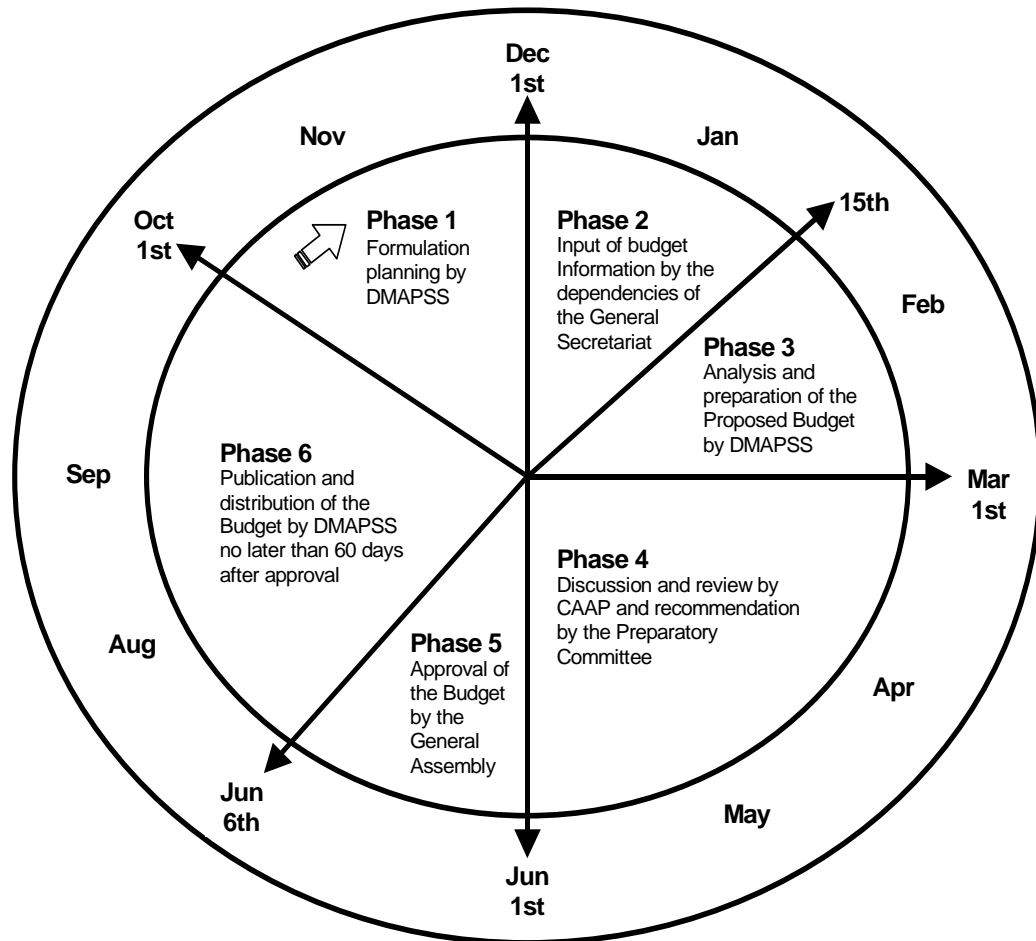 Dec
1st
Nov
Jan
Oct
1st
15th
Phase 1
Formulation
planning by
DMAPSS
Phase 2
Input of budget
Information by the
dependencies of
the General
Secretariat
Feb
Phase 3
Analysis and
preparation of the
Proposed Budget
by DMAPSS
Sep
Phase 6
Publication and
distribution of the
Budget by DMAPSS
no later than 60 days
after approval
Mar
1st
Phase 4
Discussion and review by
CAAP and recommendation
by the Preparatory
Committee
Aug
Phase 5
Approval of
the Budget
by the
General
Assembly
Apr
Jun
6th
May
Jun
1st